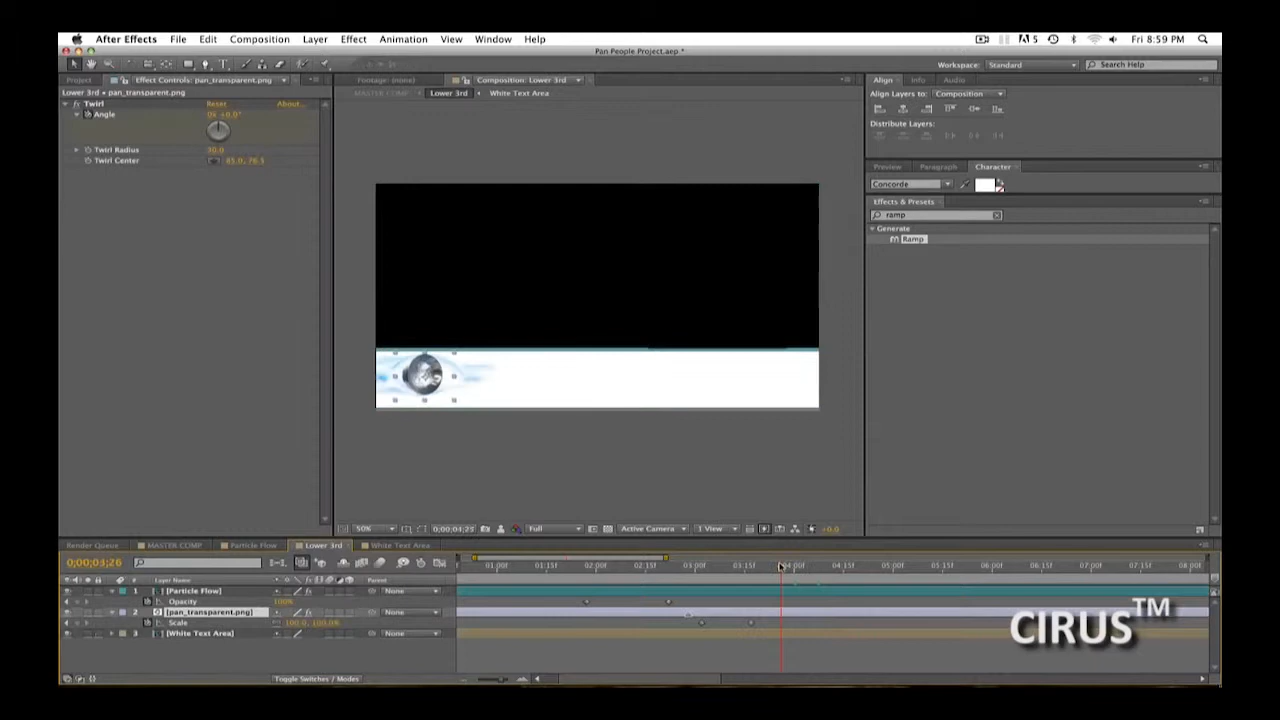 After Effects File Edit Composition Layer Effect Animation View Window Help 5 Fri 8:59 PM
Pan People Project.aep *
Workspace: Standard Search Help
Project Effect Controls: pan_transparent.png Footage: (none) Composition: Lower 3rd Align Info Audio
Lower 3rd • pan_transparent.png MASTER COMP Lower 3rd White Text Area Align Layers to: Composition
Twirl Reset About...
Angle 0x +0.0°
Distribute Layers:
Twirl Radius 30.0
Twirl Center 85.0, 76.5
Preview Paragraph Character
Concorde
Effects & Presets
ramp
Generate
Ramp
50% Full Active Camera 1 View +0.0
Render Queue MASTER COMP Particle Flow Lower 3rd White Text Area
0;00;03;26 01:00f 01:15f 02:00f 02:15f 03:00f 03:15f 04:00f 04:15f 05:00f 05:15f 06:00f 06:15f 07:00f 07:15f 08:00f
Layer Name Parent
1 [Particle Flow] None
Opacity 100%
2 [pan_transparent.png] None
Scale 100.0, 100.0%
3 [White Text Area] None
Toggle Switches / Modes
CIRUS™